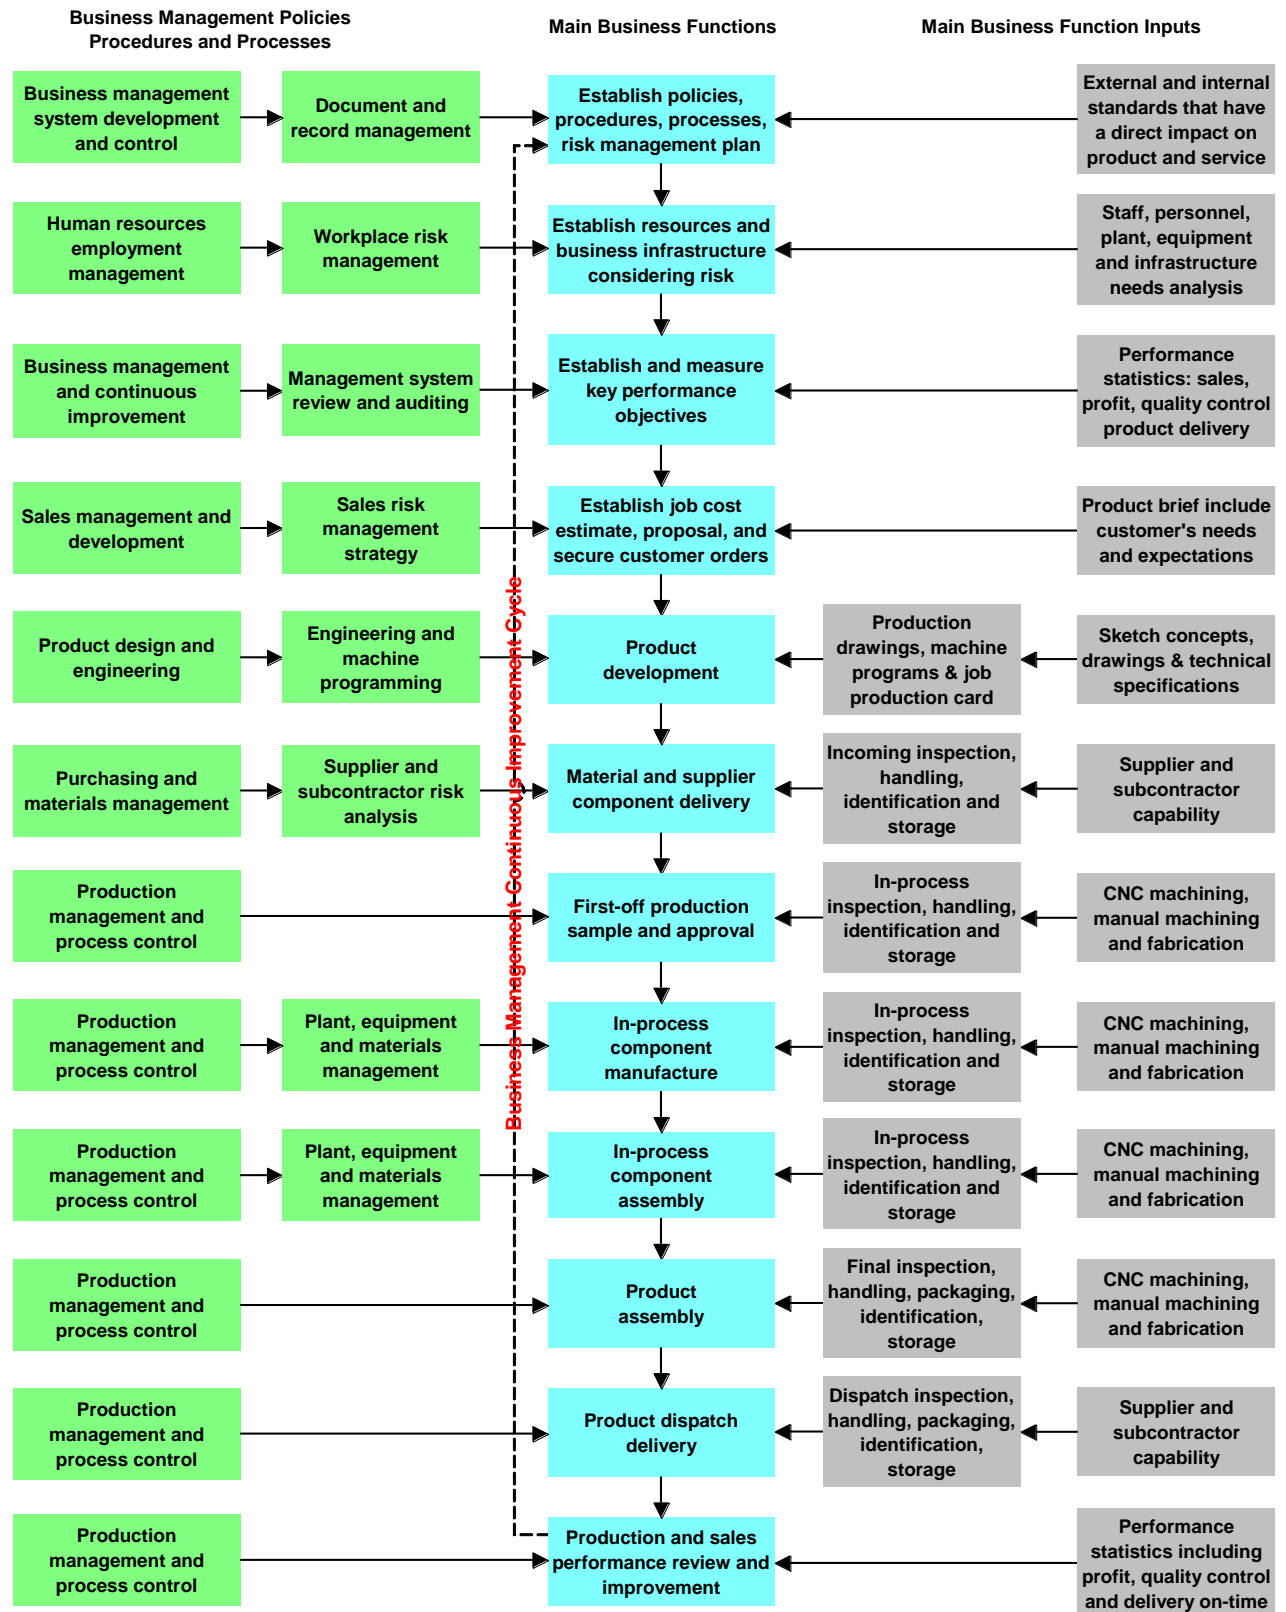 Business Management Policies
Procedures and Processes
Main Business Functions
Main Business Function Inputs
Business management
system development
and control
Document and
record management
Establish policies,
procedures, processes,
risk management plan
External and internal
standards that have
a direct impact on
product and service
Human resources
employment
management
Workplace risk
management
Establish resources and
business infrastructure
considering risk
Staff, personnel,
plant, equipment
and infrastructure
needs analysis
Business management
and continuous
improvement
Management system
review and auditing
Establish and measure
key performance
objectives
Performance
statistics: sales,
profit, quality control
product delivery
Sales management and
development
Sales risk
management
strategy
Establish job cost
estimate, proposal, and
secure customer orders
Product brief include
customer's needs
and expectations
Business Management Continuous Improvement Cycle
Product design and
engineering
Engineering and
machine
programming
Product
development
Production
drawings, machine
programs & job
production card
Sketch concepts,
drawings & technical
specifications
Purchasing and
materials management
Supplier and
subcontractor risk
analysis
Material and supplier
component delivery
Incoming inspection,
handling,
identification and
storage
Supplier and
subcontractor
capability
Production
management and
process control
First-off production
sample and approval
In-process
inspection, handling,
identification and
storage
CNC machining,
manual machining
and fabrication
Production
management and
process control
Plant, equipment
and materials
management
In-process
component
manufacture
In-process
inspection, handling,
identification and
storage
CNC machining,
manual machining
and fabrication
Production
management and
process control
Plant, equipment
and materials
management
In-process
component
assembly
In-process
inspection, handling,
identification and
storage
CNC machining,
manual machining
and fabrication
Production
management and
process control
Product
assembly
Final inspection,
handling, packaging,
identification,
storage
CNC machining,
manual machining
and fabrication
Production
management and
process control
Product dispatch
delivery
Dispatch inspection,
handling, packaging,
identification,
storage
Supplier and
subcontractor
capability
Production
management and
process control
Production and sales
performance review and
improvement
Performance
statistics including
profit, quality control
and delivery on-time